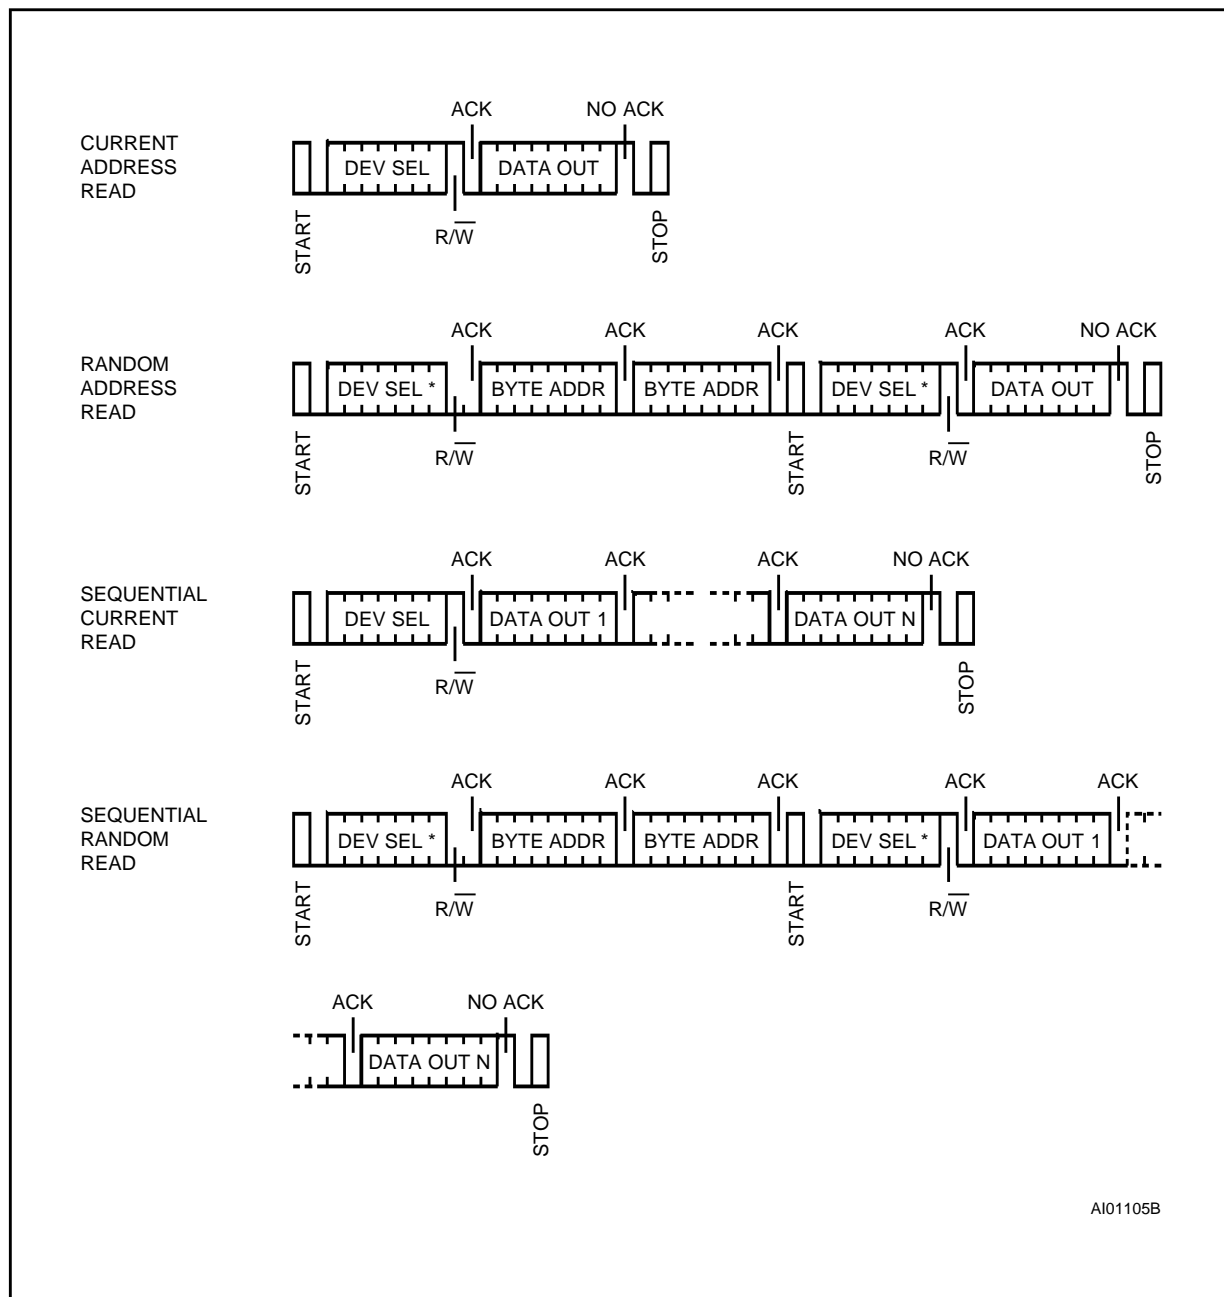 ACK NO ACK
CURRENT
ADDRESS
READ
DEV SEL DATA OUT
START R/W STOP
ACK ACK ACK ACK NO ACK
RANDOM
ADDRESS
READ
DEV SEL * BYTE ADDR BYTE ADDR DEV SEL * DATA OUT
START R/W START R/W STOP
ACK ACK ACK NO ACK
SEQUENTIAL
CURRENT
READ
DEV SEL DATA OUT 1 DATA OUT N
START R/W STOP
ACK ACK ACK ACK ACK
SEQUENTIAL
RANDOM
READ
DEV SEL * BYTE ADDR BYTE ADDR DEV SEL * DATA OUT 1
START R/W START R/W
ACK NO ACK
DATA OUT N
STOP
AI01105B